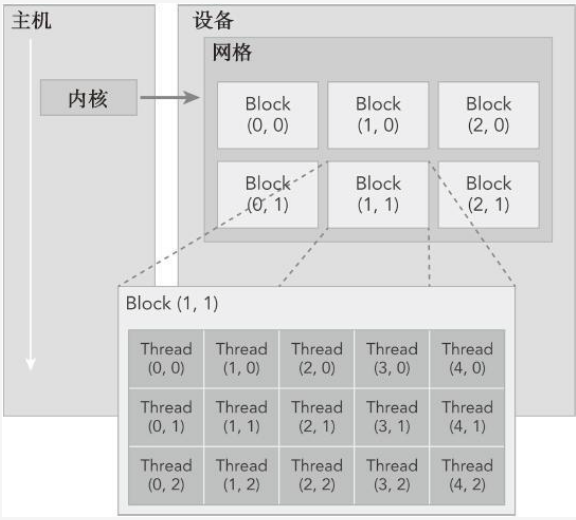 主机
设备
网格
内核
Block
(0, 0)
Block
(1, 0)
Block
(2, 0)
Block
(0, 1)
Block
(1, 1)
Block
(2, 1)
Block (1, 1)
Thread
(0, 0)
Thread
(1, 0)
Thread
(2, 0)
Thread
(3, 0)
Thread
(4, 0)
Thread
(0, 1)
Thread
(1, 1)
Thread
(2, 1)
Thread
(3, 1)
Thread
(4, 1)
Thread
(0, 2)
Thread
(1, 2)
Thread
(2, 2)
Thread
(3, 2)
Thread
(4, 2)